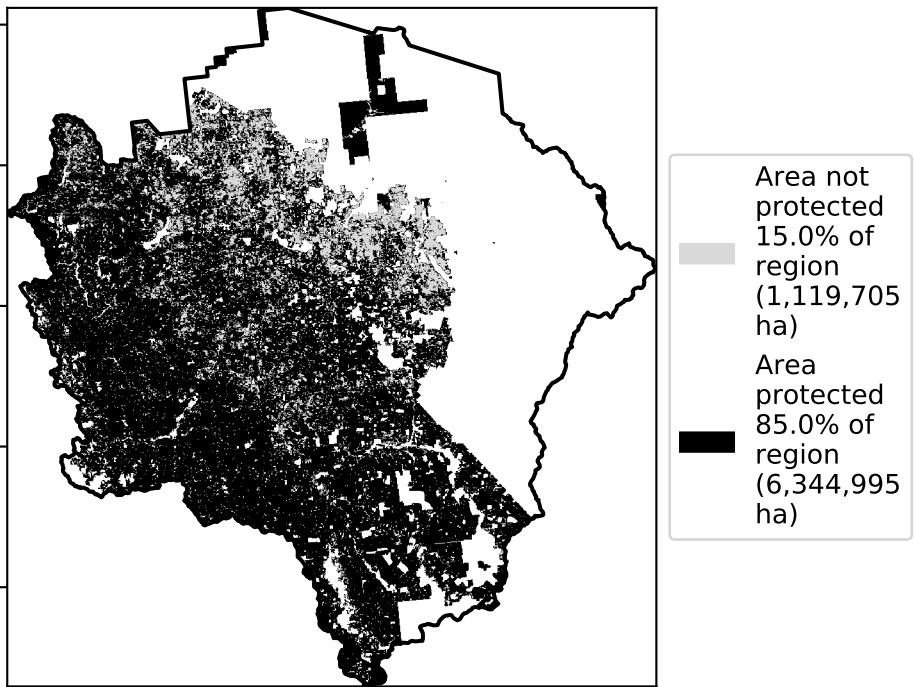 Area not
protected
15.0% of
region
(1,119,705
ha)
Area
protected
85.0% of
region
(6,344,995
ha)